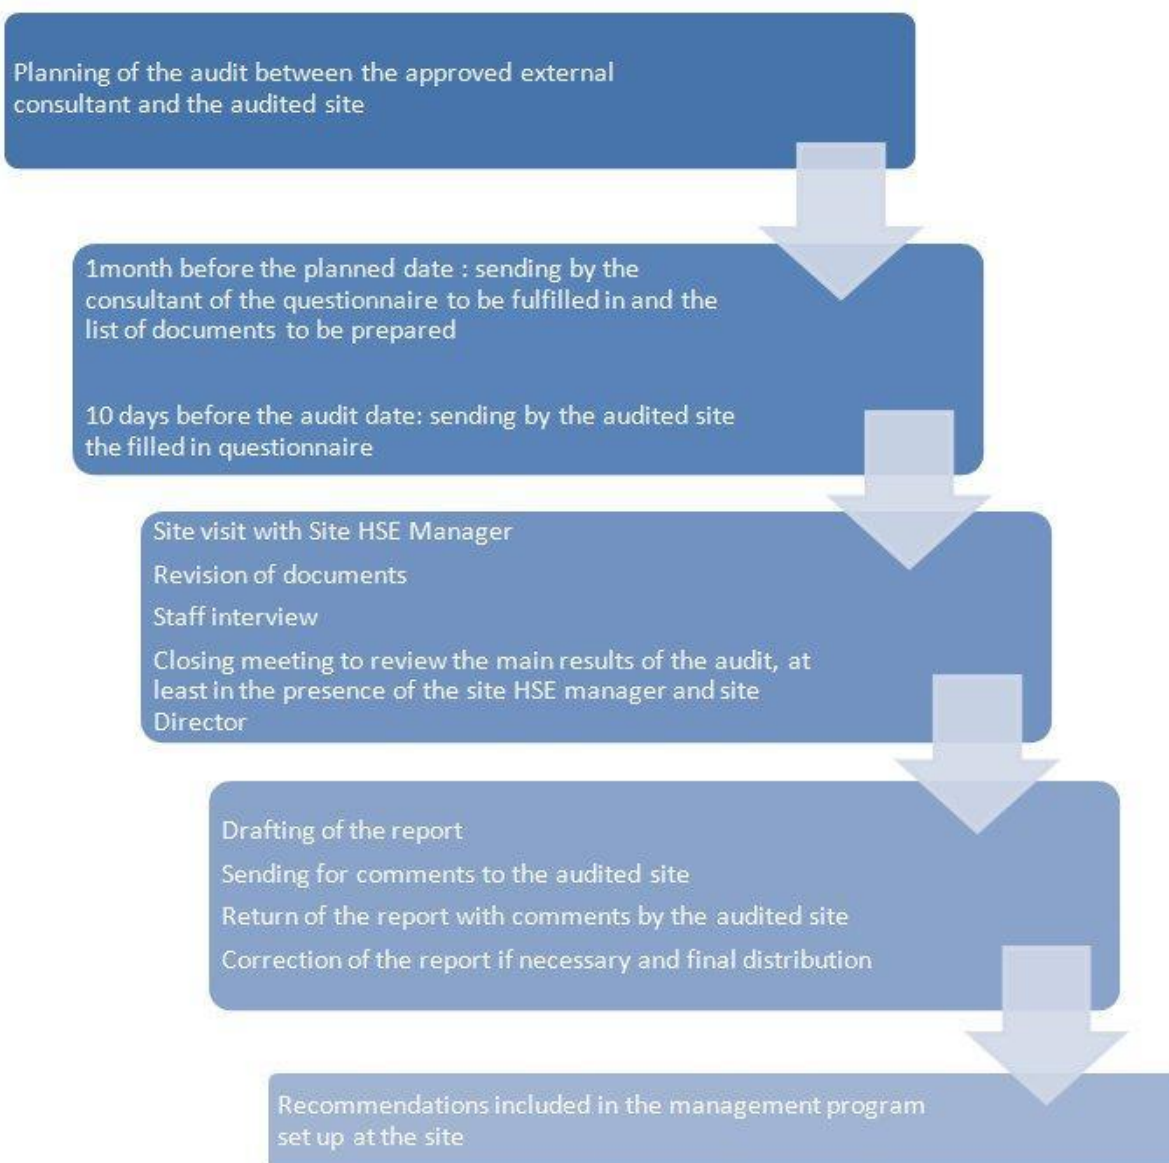 Planning of the audit between the approved external
consultant and the audited site
1month before the planned date : sending by the
consultant of the questionnaire to be fulfilled in and the
list of documents to be prepared
10 days before the audit date: sending by the audited site
the filled in questionnaire
Site visit with Site HSE Manager
Revision of documents
Staff interview
Closing meeting to review the main results of the audit, at
least in the presence of the site HSE manager and site
Director
Drafting of the report
Sending for comments to the audited site
Return of the report with comments by the audited site
Correction of the report if necessary and final distribution
Recommendations included in the management program
set up at the site